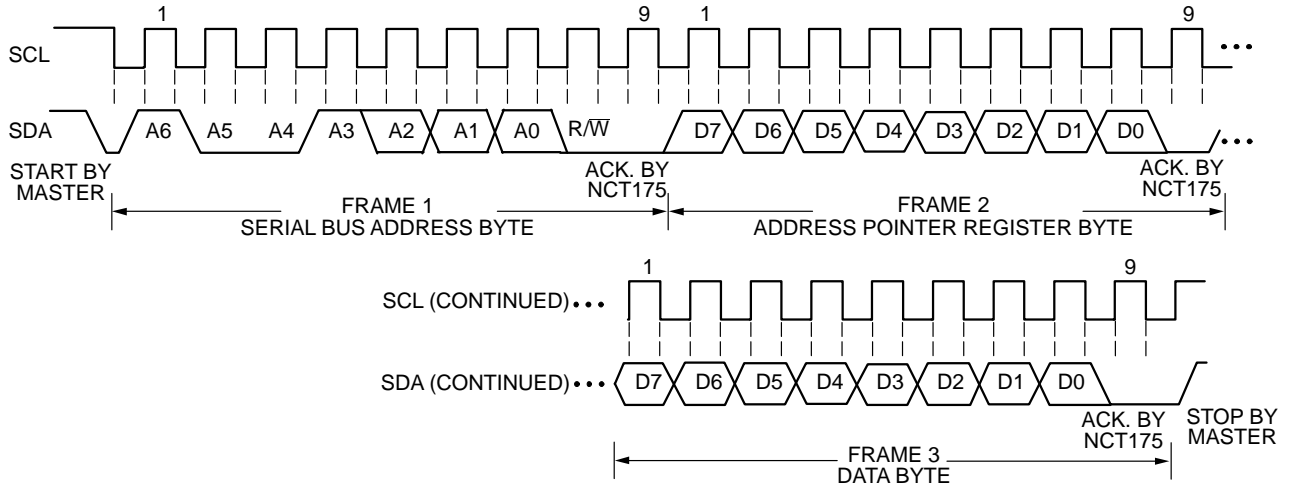 1 9 1 9
SCL
SDA A6 A5 A4 A3 A2 A1 A0 R/W̅ D7 D6 D5 D4 D3 D2 D1 D0
START BY
MASTER
ACK. BY
NCT175
ACK. BY
NCT175
FRAME 1
SERIAL BUS ADDRESS BYTE
FRAME 2
ADDRESS POINTER REGISTER BYTE
1 9
SCL (CONTINUED)
SDA (CONTINUED) D7 D6 D5 D4 D3 D2 D1 D0
ACK. BY
NCT175
STOP BY
MASTER
FRAME 3
DATA BYTE